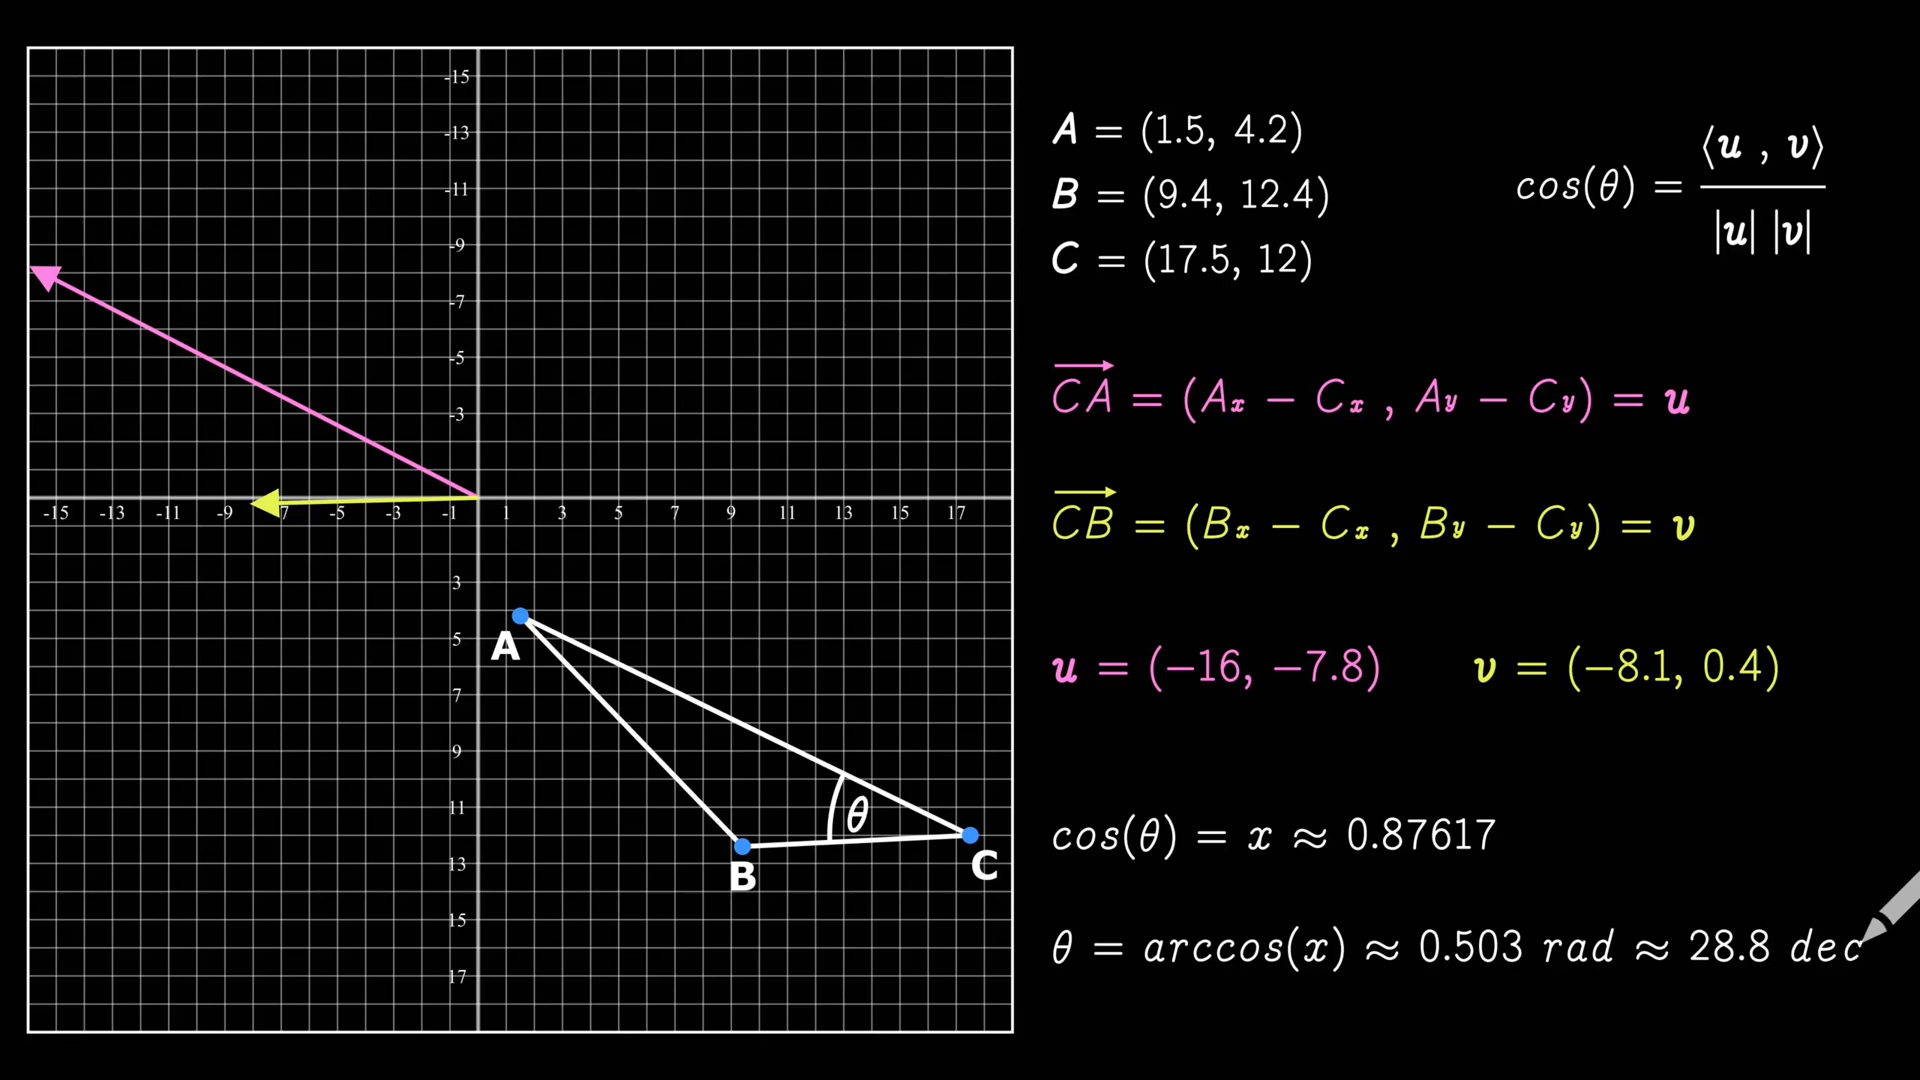 -15
-13
-11
-9
-7
-5
-3
-15 -13 -11 -9 -7 -5 -3 -1 1 3 5 7 9 11 13 15 17
3
5
7
9
11
13
15
17
A
B
C
θ
A = (1.5, 4.2)
B = (9.4, 12.4)
C = (17.5, 12)
cos(θ) = ⟨u , v⟩ / |u| |v|
CA = (Ax − Cx , Ay − Cy) = u
CB = (Bx − Cx , By − Cy) = v
u = (−16, −7.8) v = (−8.1, 0.4)
cos(θ) = x ≈ 0.87617
θ = arccos(x) ≈ 0.503 rad ≈ 28.8 dec